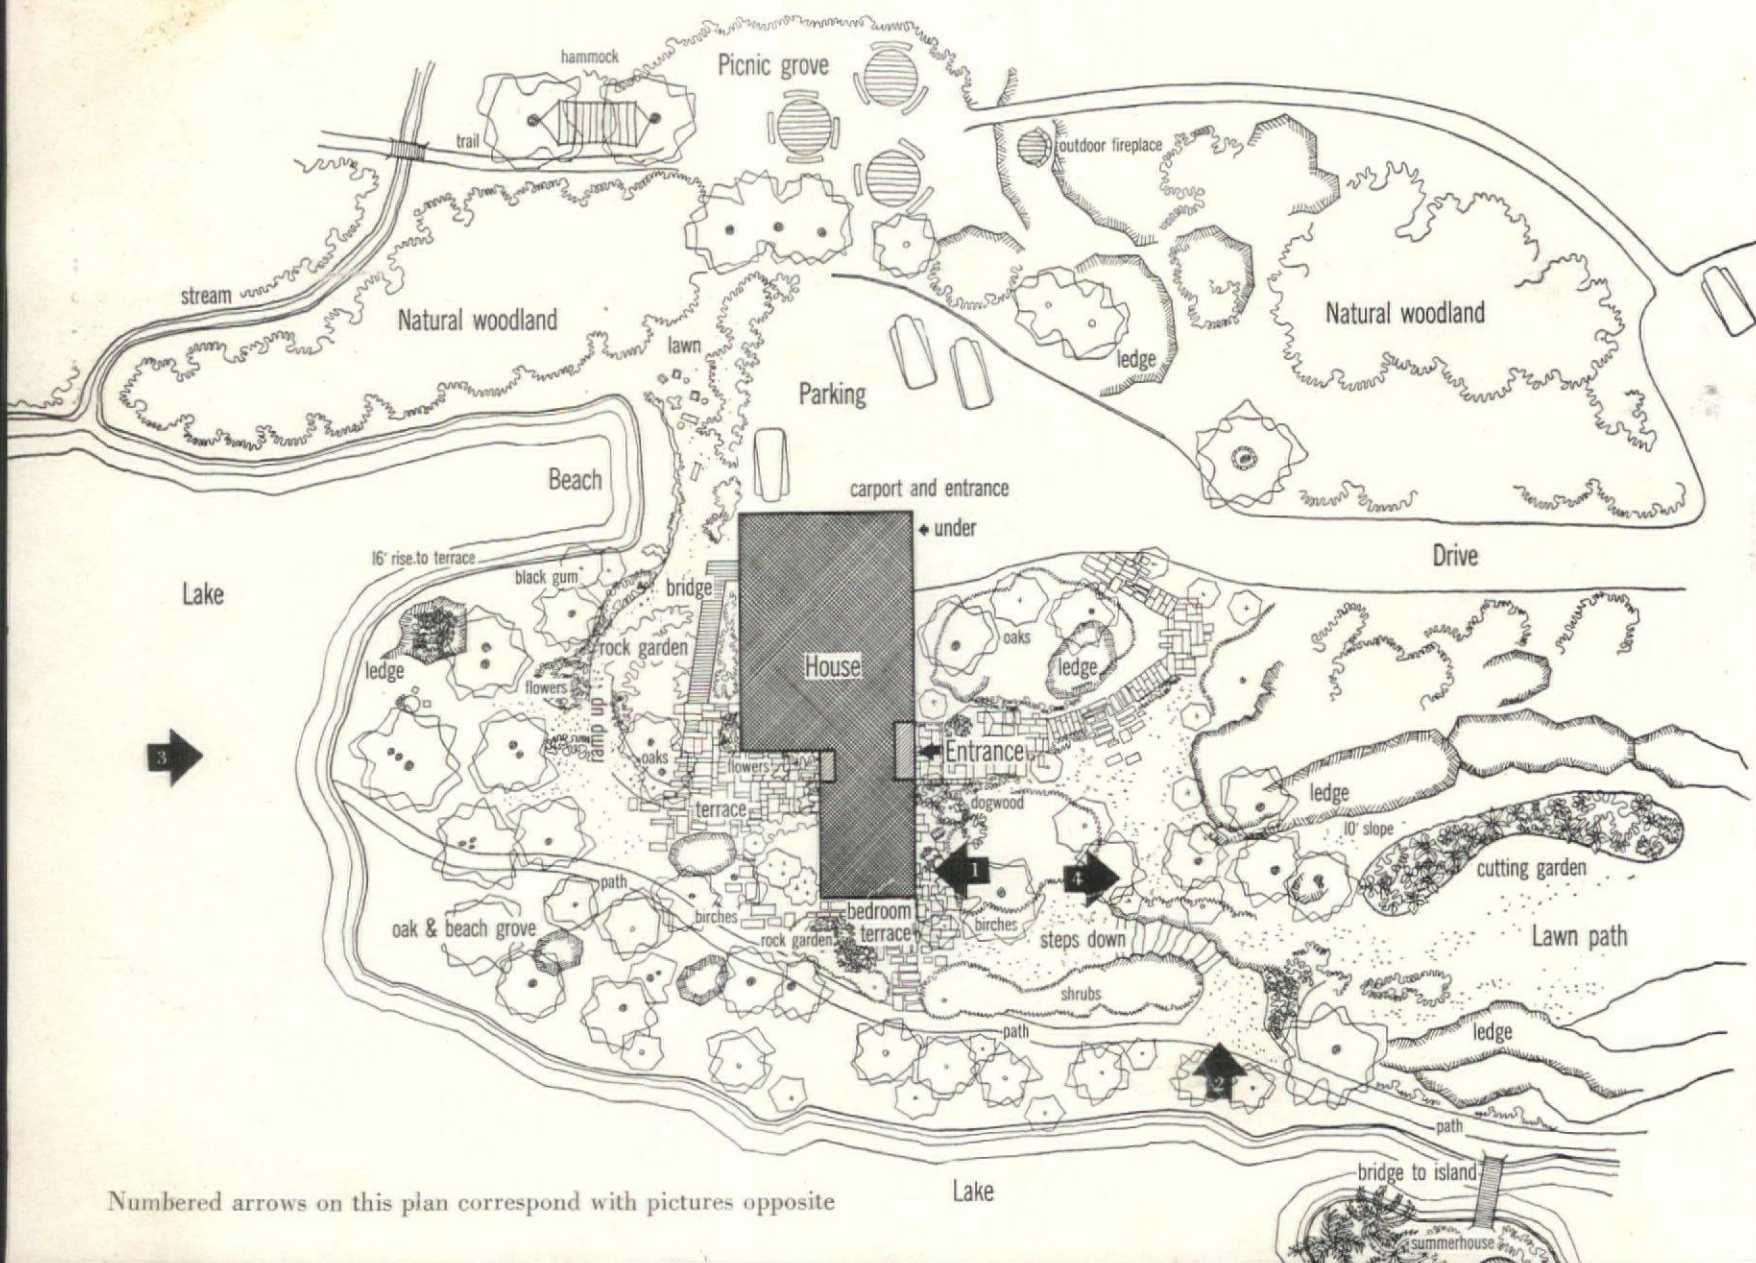 hammock
Picnic grove
trail
outdoor fireplace
stream
Natural woodland
Natural woodland
lawn
ledge
Parking
Beach
carport and entrance
under
16' rise to terrace
Drive
black gum
bridge
Lake
oaks
rock garden
House
ledge
ledge
flowers
ramp up
3
oaks
flowers
Entrance
terrace
dogwood
ledge
10' slope
1
4
cutting garden
path
oak & beach grove
birches
bedroom
terrace
birches
rock garden
steps down
Lawn path
shrubs
path
ledge
2
path
bridge to island
Lake
summerhouse
Numbered arrows on this plan correspond with pictures opposite